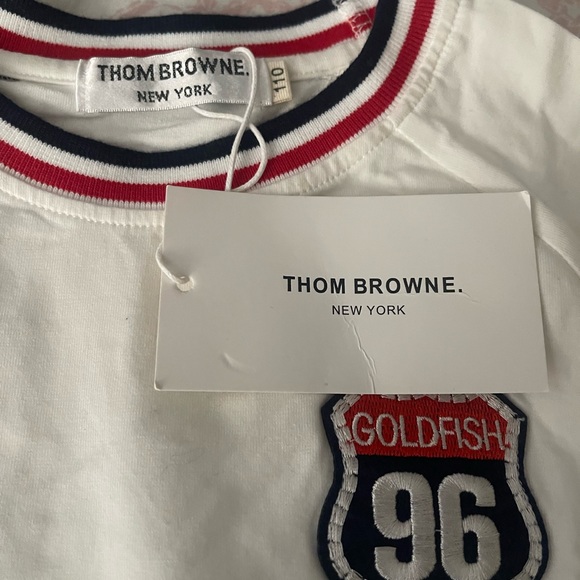 THOM BROWNE.
NEW YORK
110
THOM BROWNE.
NEW YORK
GOLDFISH
96